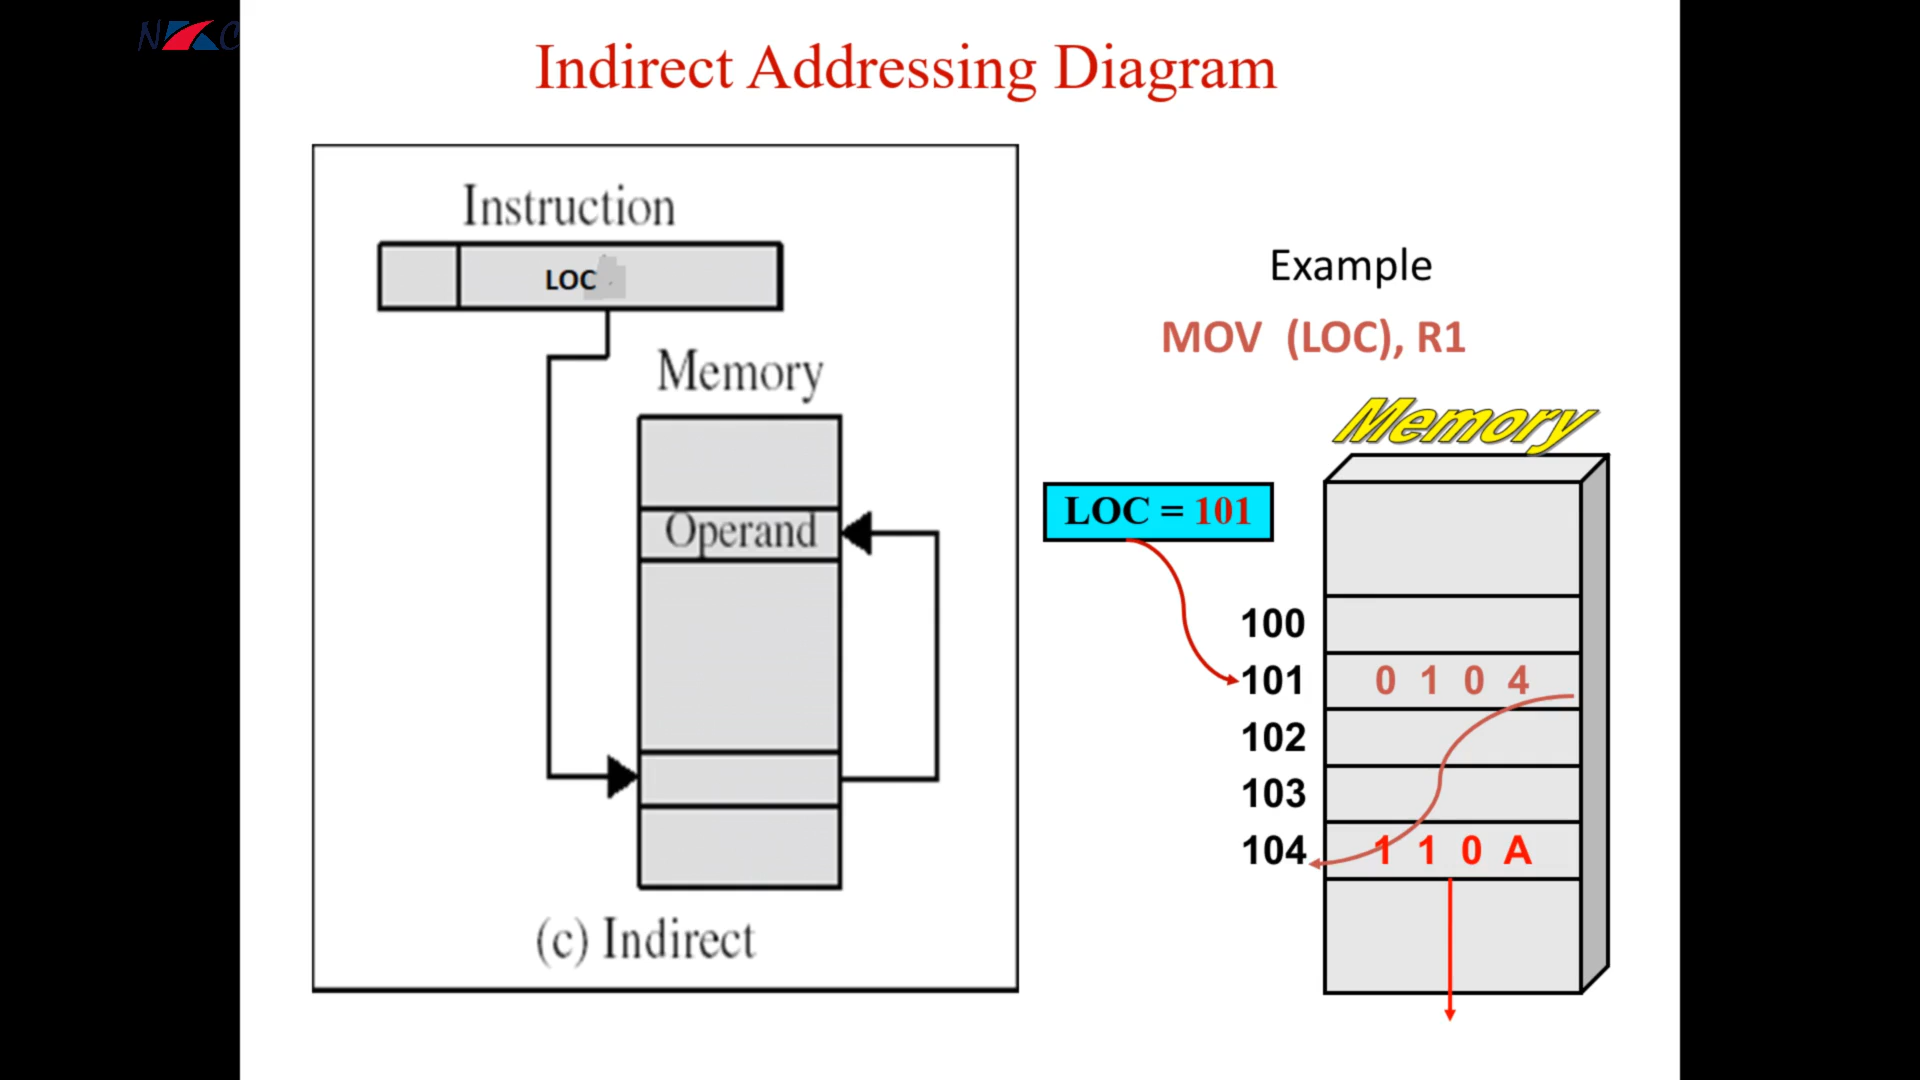 N C
Indirect Addressing Diagram
Instruction
LOC
Memory
Operand
(c) Indirect
Example
MOV (LOC), R1
Memory
LOC = 101
100
101 0 1 0 4
102
103
104 1 1 0 A